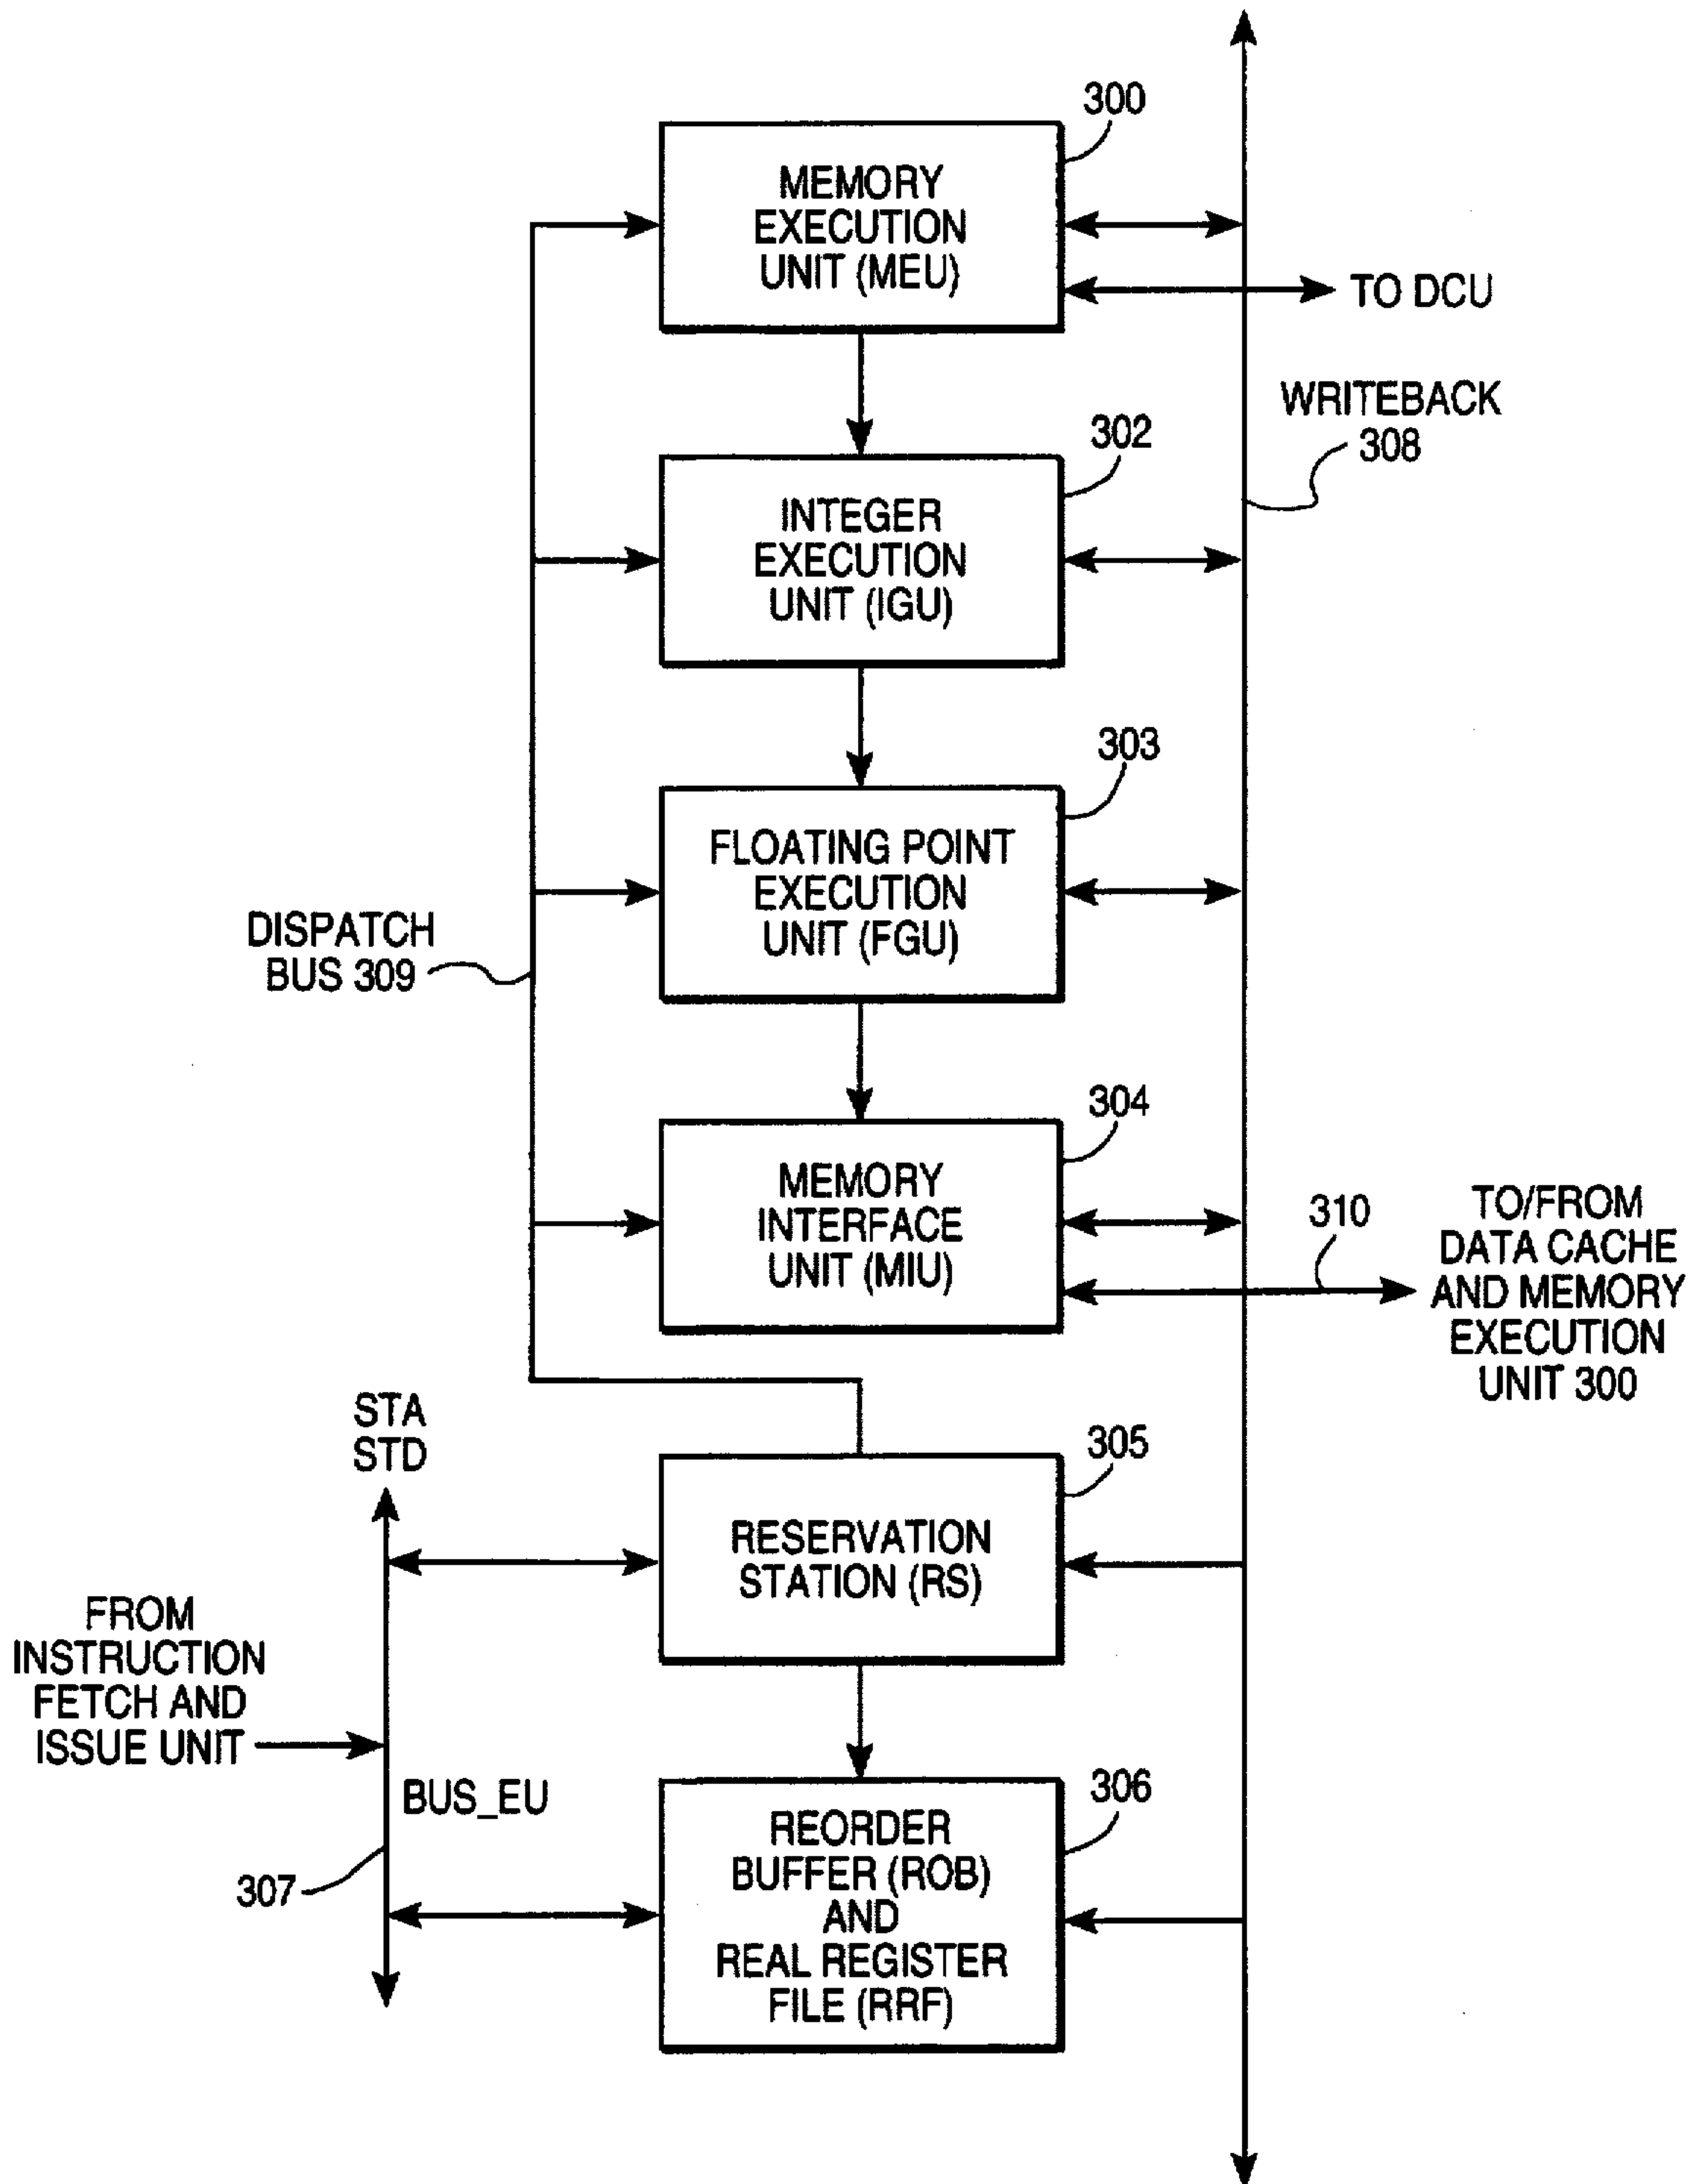 300
MEMORY
EXECUTION
UNIT (MEU)
TO DCU
WRITEBACK
308
302
INTEGER
EXECUTION
UNIT (IGU)
303
FLOATING POINT
EXECUTION
UNIT (FGU)
DISPATCH
BUS 309
304
MEMORY
INTERFACE
UNIT (MIU)
310
TO/FROM
DATA CACHE
AND MEMORY
EXECUTION
UNIT 300
STA
STD
305
RESERVATION
STATION (RS)
FROM
INSTRUCTION
FETCH AND
ISSUE UNIT
BUS_EU
307
306
REORDER
BUFFER (ROB)
AND
REAL REGISTER
FILE (RRF)